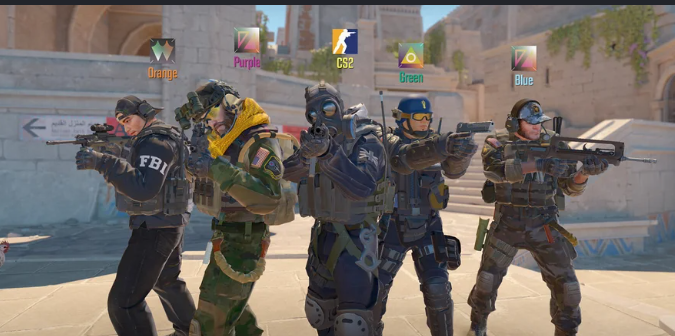 Orange
Purple
CS2
Green
Blue
FBI